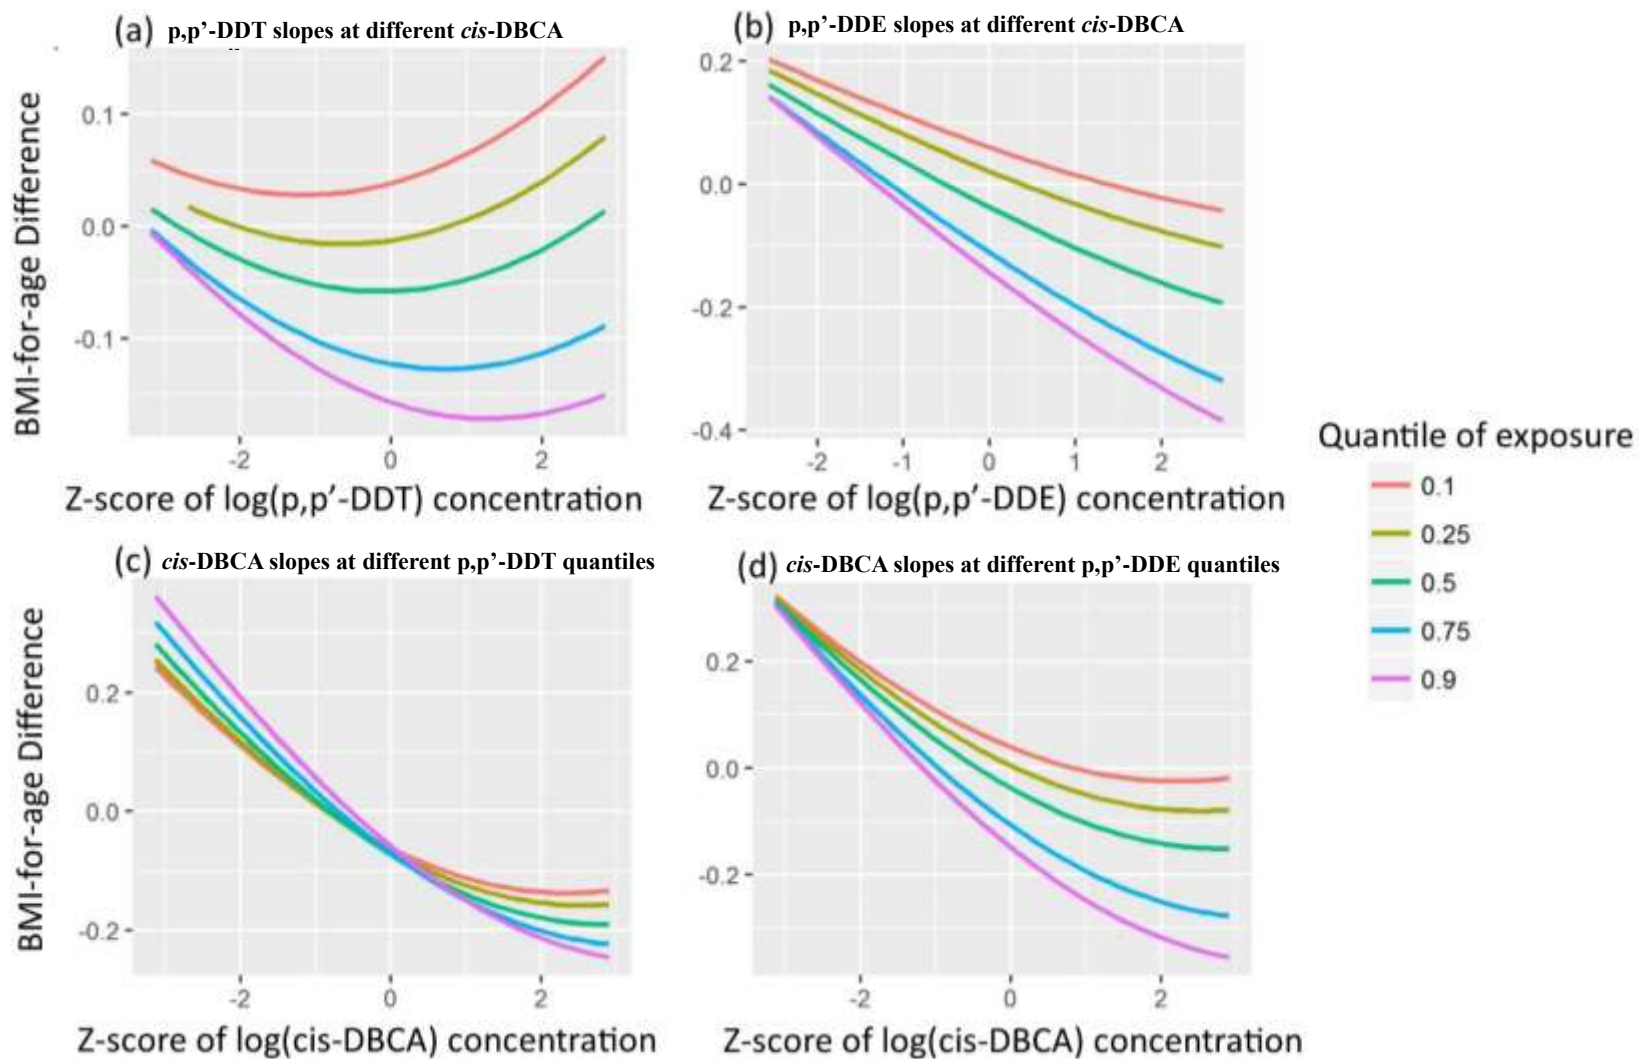 (a) p,p’-DDT slopes at different cis-DBCA
(b) p,p’-DDE slopes at different cis-DBCA
BMI-for-age Difference
0.1
0.0
-0.1
-2 0 2
Z-score of log(p,p′-DDT) concentration
0.2
0.0
-0.2
-0.4
-2 -1 0 1 2
Z-score of log(p,p′-DDE) concentration
Quantile of exposure
0.1
0.25
0.5
0.75
0.9
(c) cis-DBCA slopes at different p,p’-DDT quantiles
(d) cis-DBCA slopes at different p,p’-DDE quantiles
BMI-for-age Difference
0.2
0.0
-0.2
-2 0 2
Z-score of log(cis-DBCA) concentration
0.2
0.0
-0.2
-2 0 2
Z-score of log(cis-DBCA) concentration